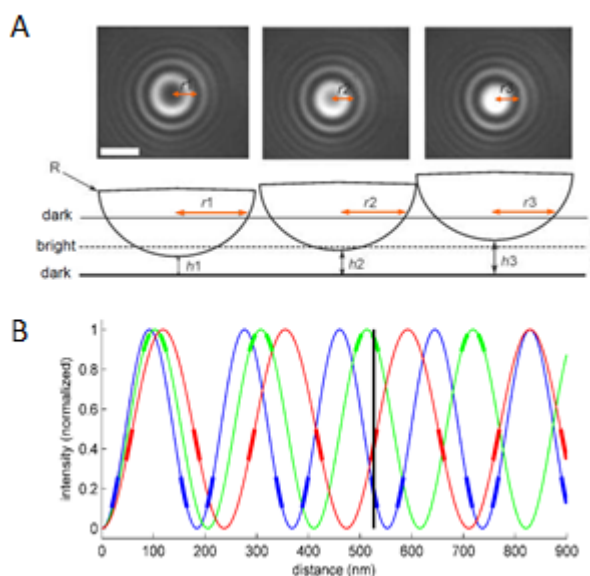 A
r1
r2
r3
R
dark
bright
dark
r1
r2
r3
h1
h2
h3
B
intensity (normalized)
1
0.8
0.6
0.4
0.2
0
0 100 200 300 400 500 600 700 800 900
distance (nm)